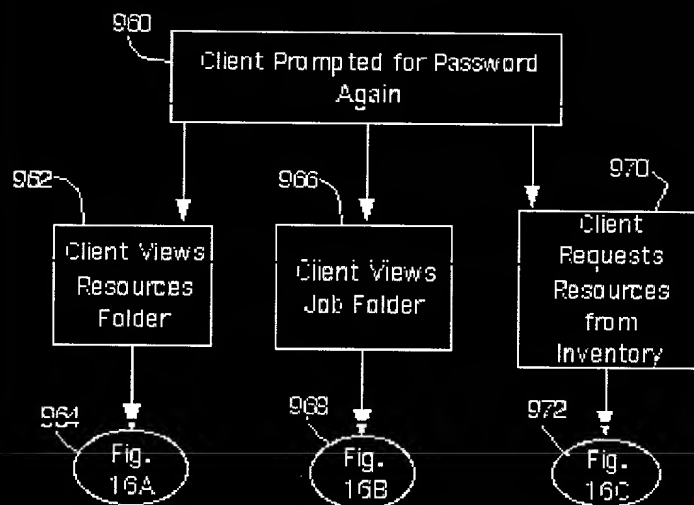 960
Client Prompted for Password
Again
962
966
970
Client Views
Resources
Folder
Client Views
Job Folder
Client
Requests
Resources
from
Inventory
964
968
972
Fig.
16A
Fig.
16B
Fig.
16C